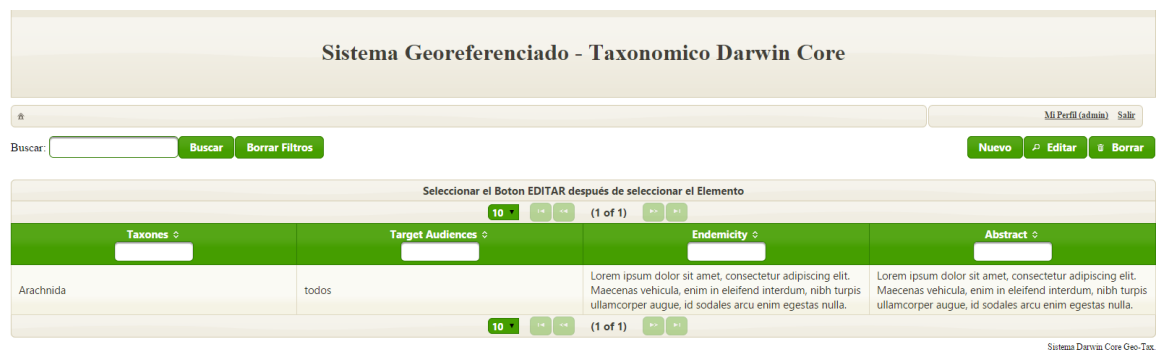 Sistema Georeferenciado - Taxonomico Darwin Core
Mi Perfil (admin) Salir
Buscar: Buscar Borrar Filtros Nuevo Editar Borrar
Seleccionar el Boton EDITAR después de seleccionar el Elemento
10 (1 of 1)
Taxones Target Audiences Endemicity Abstract
Arachnida
todos
Lorem ipsum dolor sit amet, consectetur adipiscing elit.
Maecenas vehicula, enim in eleifend interdum, nibh turpis
ullamcorper augue, id sodales arcu enim egestas nulla.
Lorem ipsum dolor sit amet, consectetur adipiscing elit.
Maecenas vehicula, enim in eleifend interdum, nibh turpis
ullamcorper augue, id sodales arcu enim egestas nulla.
10 (1 of 1)
Sistema Darwin Core Geo-Tax.